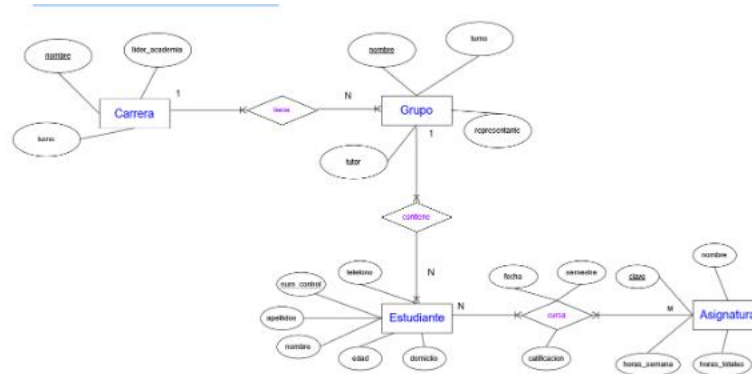 líder_academia
nombre
turno
nombre
Carrera
1
tiene
N
Grupo
turno
representante
1
tutor
contiene
N
telefono
num_control
apellidos
Estudiante
nombre
edad
domicilio
N
fecha
semestre
cursa
calificacion
M
nombre
clave
Asignatura
horas_semana
horas_totales